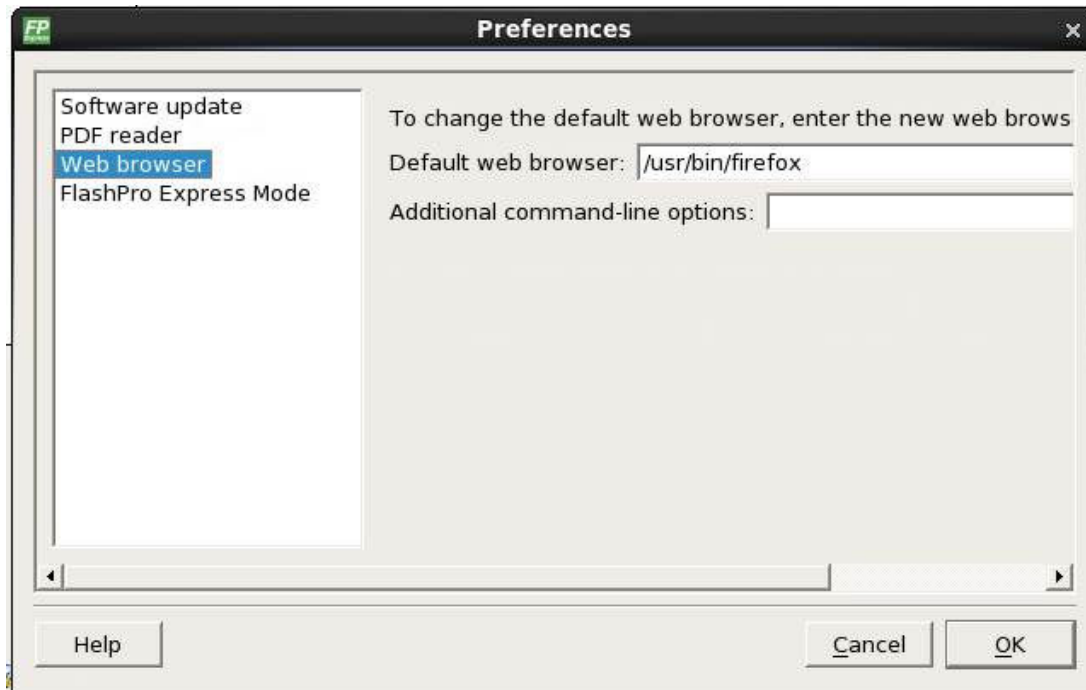 FP
Preferences
Software update
PDF reader
Web browser
FlashPro Express Mode
To change the default web browser, enter the new web brows
Default web browser: /usr/bin/firefox
Additional command-line options:
Help
Cancel
OK